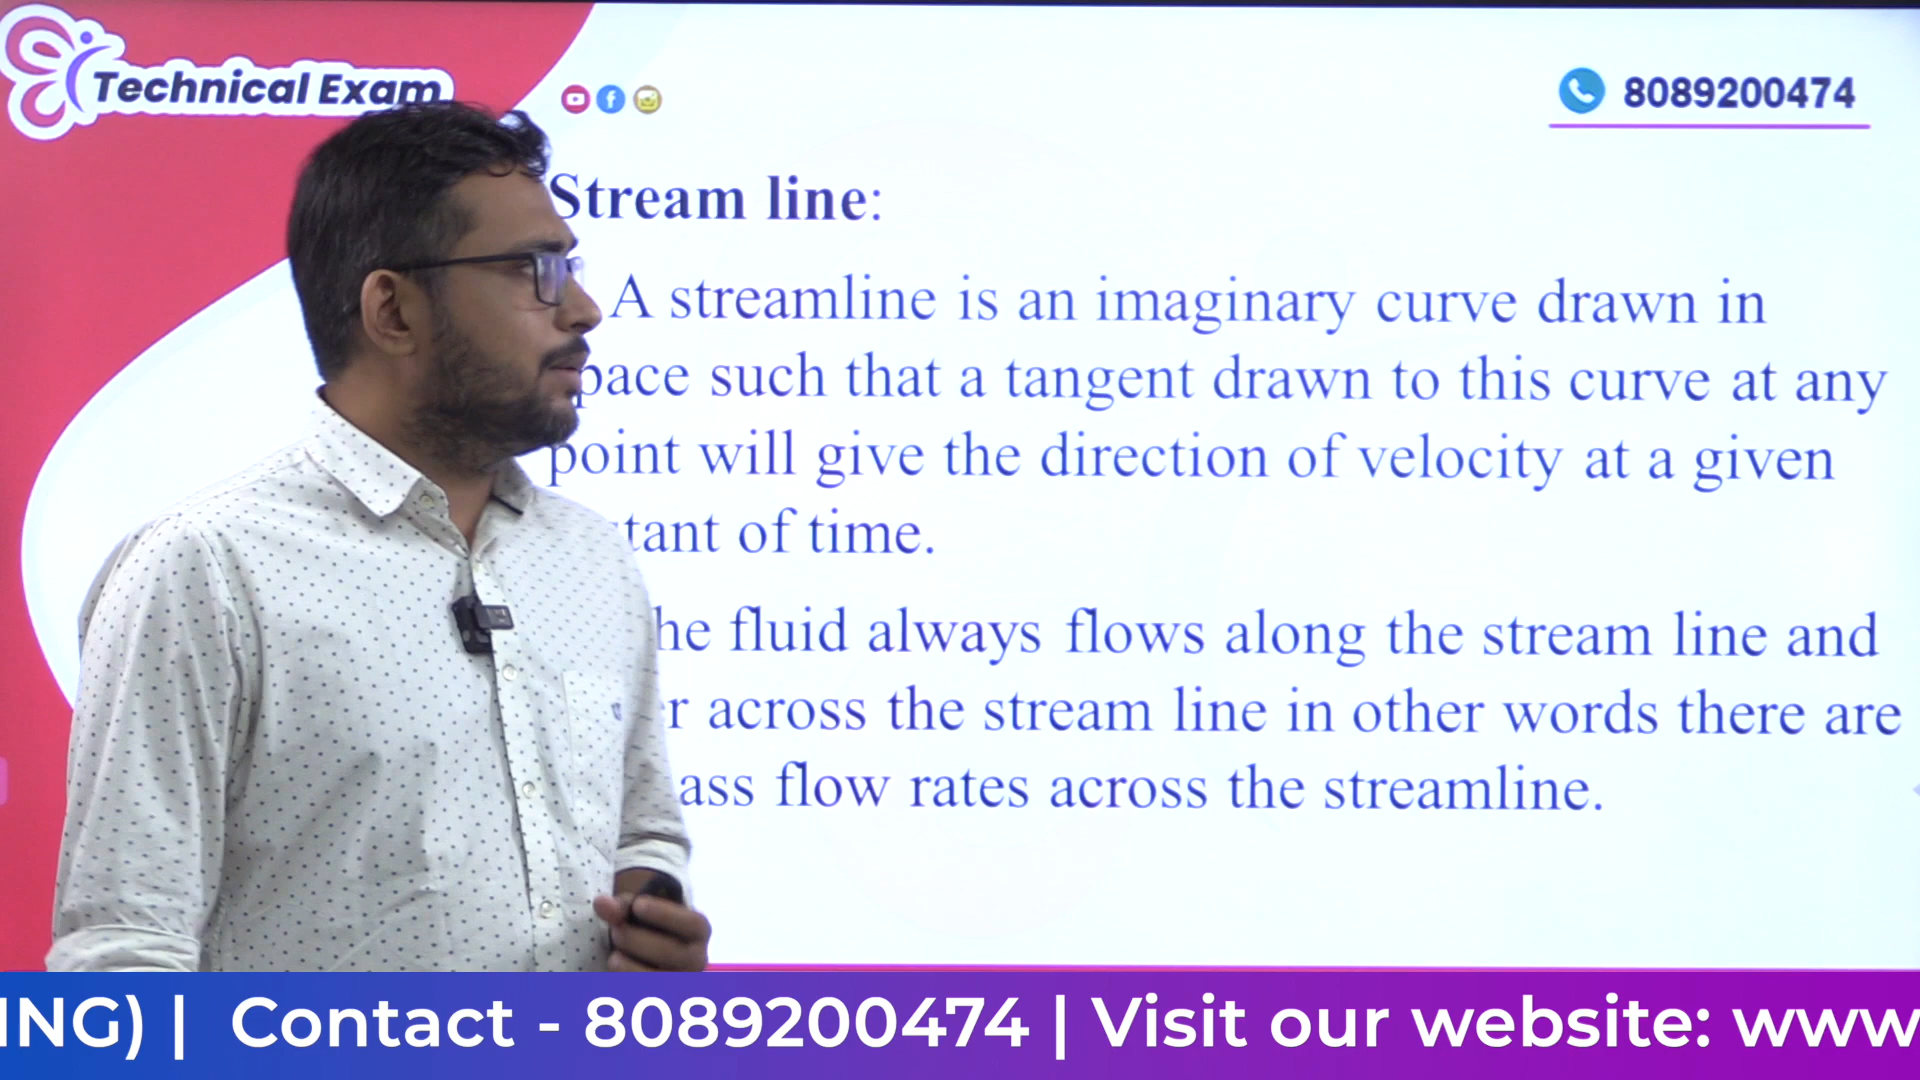 Technical Exam
8089200474
Stream line:
A streamline is an imaginary curve drawn in
pace such that a tangent drawn to this curve at any
point will give the direction of velocity at a given
tant of time.
he fluid always flows along the stream line and
r across the stream line in other words there are
ass flow rates across the streamline.
ING) | Contact - 8089200474 | Visit our website: www